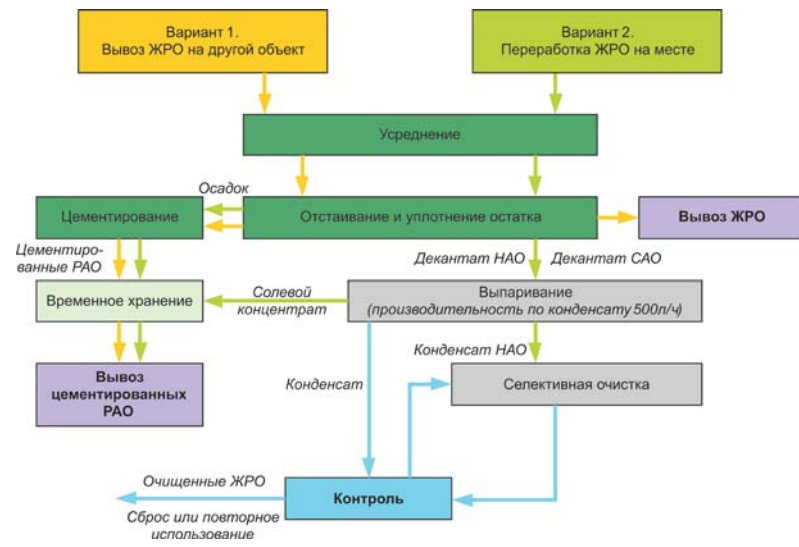 Вариант 1.
Вывоз ЖРО на другой объект
Вариант 2.
Переработка ЖРО на месте
Усреднение
Осадок
Цементирование
Отстаивание и уплотнение остатка
Вывоз ЖРО
Цементиро-
ванные РАО
Декантат НАО
Декантат САО
Временное хранение
Солевой
концентрат
Выпаривание
(производительность по конденсату 500л/ч)
Конденсат НАО
Вывоз
цементированных
РАО
Конденсат
Селективная очистка
Очищенные ЖРО
Контроль
Сброс или повторное
использование